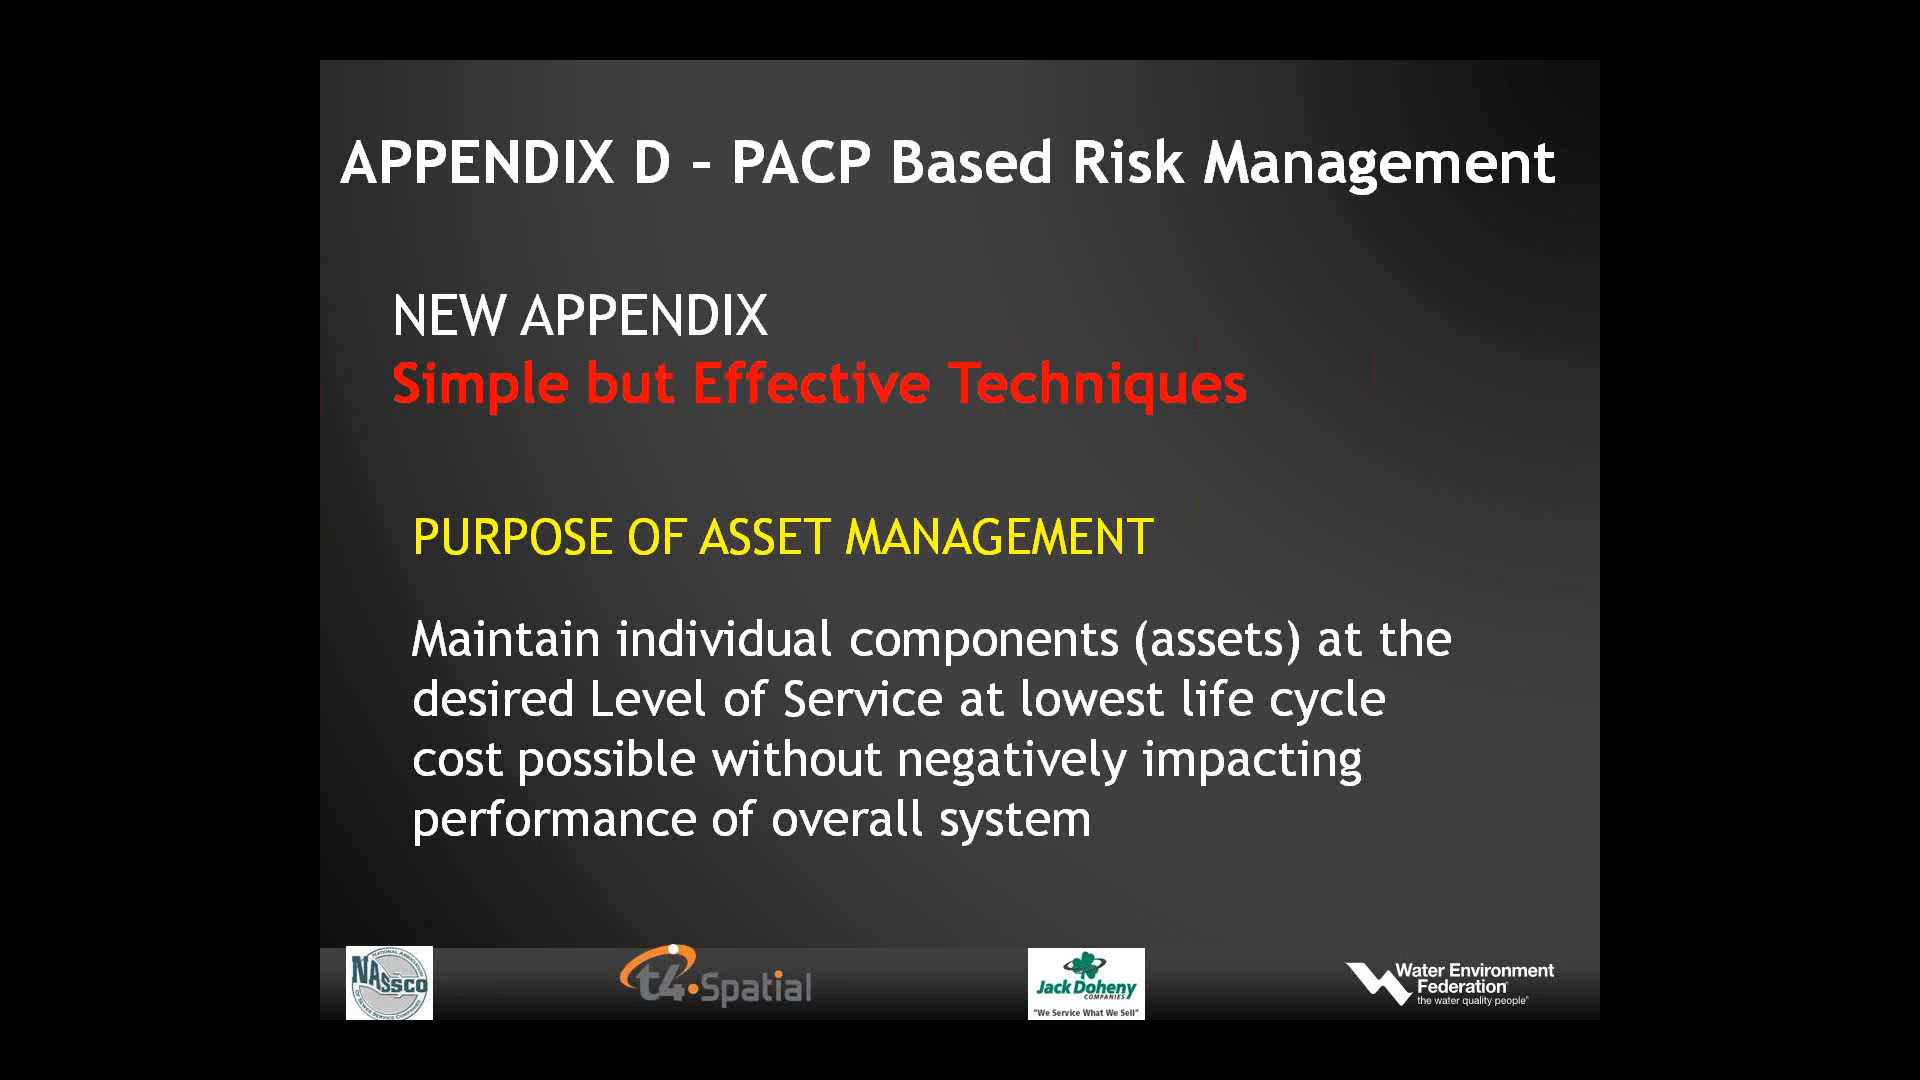 APPENDIX D – PACP Based Risk Management
NEW APPENDIX
Simple but Effective Techniques
PURPOSE OF ASSET MANAGEMENT
Maintain individual components (assets) at the
desired Level of Service at lowest life cycle
cost possible without negatively impacting
performance of overall system
NASSCO
t4.Spatial
Jack Doheny
COMPANIES
"We Service What We Sell"
Water Environment
Federation
the water quality people®